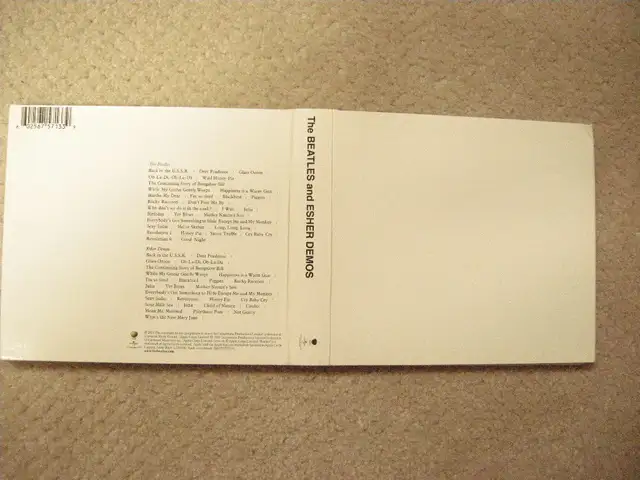 The Beatles
Back in the U.S.S.R. Dear Prudence Glass Onion
Ob-La-Di, Ob-La-Da Wild Honey Pie
The Continuing Story of Bungalow Bill
While My Guitar Gently Weeps Happiness is a Warm Gun
Martha My Dear I'm so tired Blackbird Piggies
Rocky Raccoon Don't Pass Me By
Why don't we do it in the road? I Will Julia
Birthday Yer Blues Mother Nature's Son
Everybody's Got Something to Hide Except Me and My Monkey
Sexy Sadie Helter Skelter Long, Long, Long
Revolution 1 Honey Pie Savoy Truffle Cry Baby Cry
Revolution 9 Good Night
Esher Demos
Back in the U.S.S.R. Dear Prudence
Glass Onion Ob-La-Di, Ob-La-Da
The Continuing Story of Bungalow Bill
While My Guitar Gently Weeps Happiness is a Warm Gun
I'm so tired Blackbird Piggies Rocky Raccoon
Julia Yer Blues Mother Nature's Son
Everybody's Got Something to Hide Except Me and My Monkey
Sexy Sadie Revolution Honey Pie Cry Baby Cry
Sour Milk Sea Junk Child of Nature Circles
Mean Mr. Mustard Polythene Pam Not Guilty
What's the New Mary Jane
The BEATLES and ESHER DEMOS